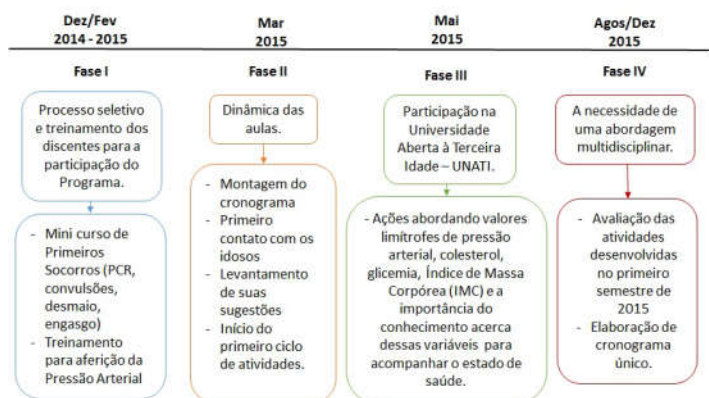 Dez/Fev
2014 - 2015
Fase I
Processo seletivo
e treinamento dos
discentes para a
participação do
Programa.
- Mini curso de
Primeiros
Socorros (PCR,
convulsões,
desmaio,
engasgo)
- Treinamento
para aferição da
Pressão Arterial
Mar
2015
Fase II
Dinâmica das
aulas.
- Montagem do
cronograma
- Primeiro
contato com os
idosos
- Levantamento
de suas
sugestões
- Início do
primeiro ciclo de
atividades.
Mai
2015
Fase III
Participação na
Universidade
Aberta à Terceira
Idade – UNATI.
- Ações abordando valores
limítrofes de pressão
arterial, colesterol,
glicemia, Índice de Massa
Corpórea (IMC) e a
importância do
conhecimento acerca
dessas variáveis para
acompanhar o estado de
saúde.
Agos/Dez
2015
Fase IV
A necessidade de
uma abordagem
multidisciplinar.
- Avaliação das
atividades
desenvolvidas
no primeiro
semestre de
2015
- Elaboração de
cronograma
único.